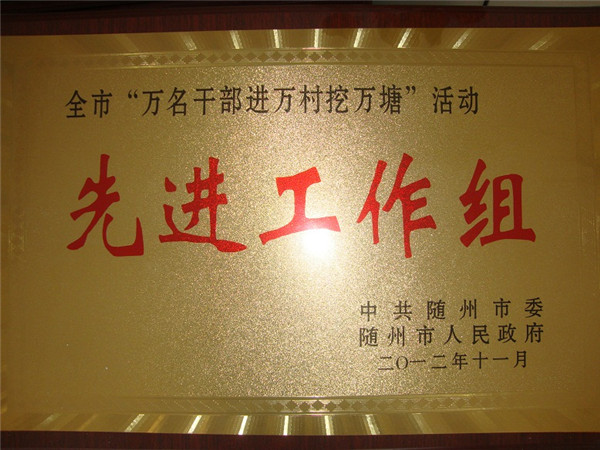 全市“万名干部进万村挖万塘”活动
先进工作组
中共随州市委
随州市人民政府
二〇一二年十一月